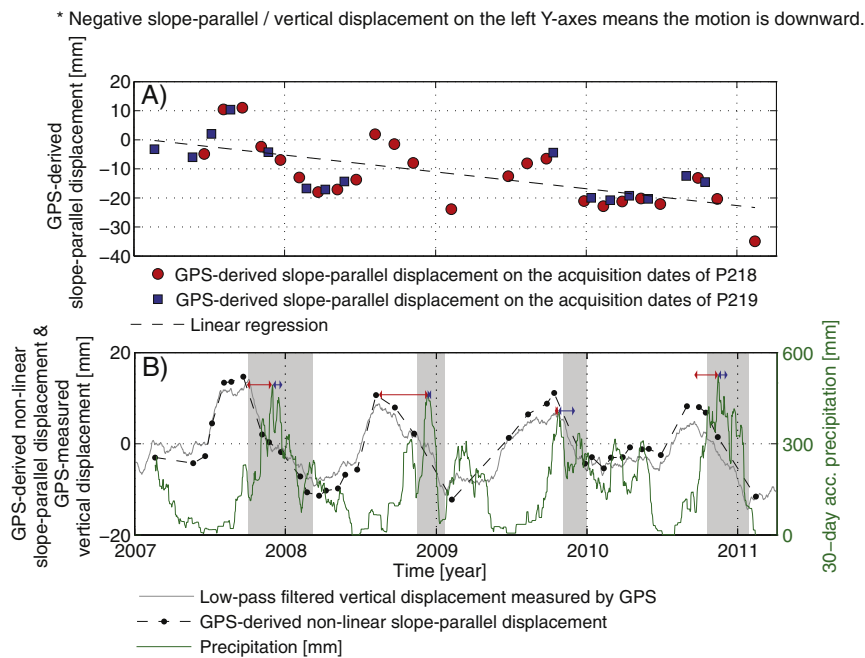 * Negative slope-parallel / vertical displacement on the left Y-axes means the motion is downward.
GPS-derived
slope-parallel displacement [mm]
20
10
0
−10
−20
−30
−40
A)
GPS-derived slope-parallel displacement on the acquisition dates of P218
GPS-derived slope-parallel displacement on the acquisition dates of P219
Linear regression
GPS-derived non-linear
slope-parallel displacement &
GPS-measured
vertical displacement [mm]
20
0
−20
B)
600
450
300
150
0
30−day acc. precipitation [mm]
2007
2008
2009
2010
2011
Time [year]
Low-pass filtered vertical displacement measured by GPS
GPS-derived non-linear slope-parallel displacement
Precipitation [mm]